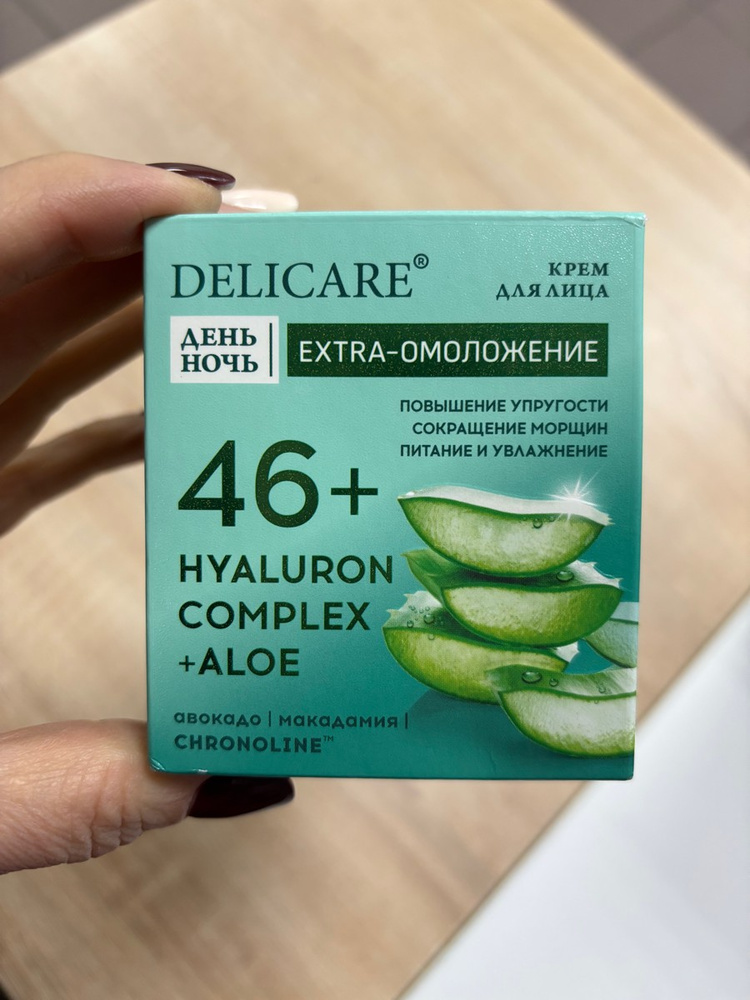 DELICARE®
КРЕМ
ДЛЯ ЛИЦА
ДЕНЬ
НОЧЬ
EXTRA-ОМОЛОЖЕНИЕ
ПОВЫШЕНИЕ УПРУГОСТИ
СОКРАЩЕНИЕ МОРЩИН
ПИТАНИЕ И УВЛАЖНЕНИЕ
46+
HYALURON
COMPLEX
+ALOE
авокадо | макадамия |
CHRONOLINE™